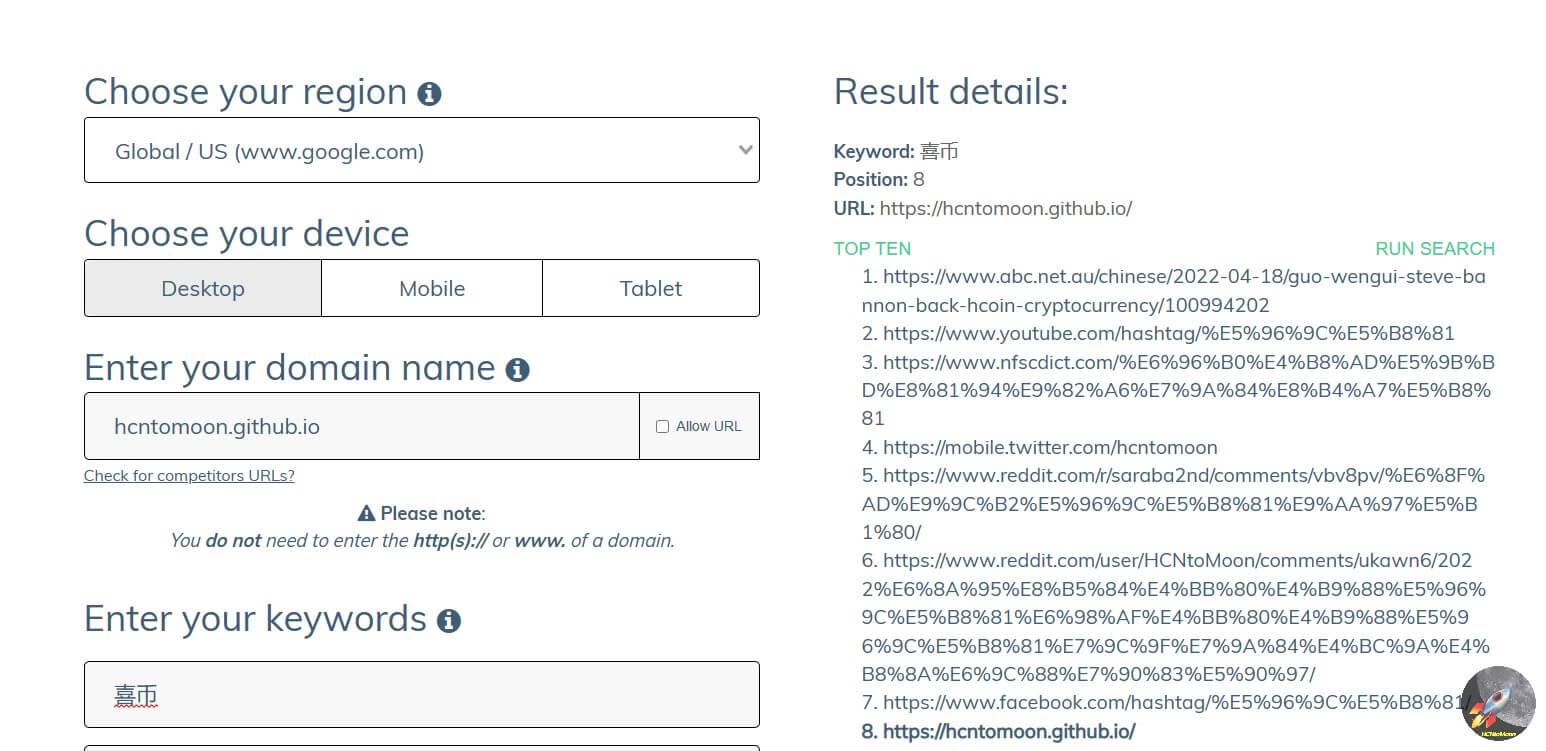 Choose your region
Global / US (www.google.com)
Choose your device
Desktop Mobile Tablet
Enter your domain name
hcntomoon.github.io Allow URL
Check for competitors URLs?
Please note:
You do not need to enter the http(s):// or www. of a domain.
Enter your keywords
喜币
Result details:
Keyword: 喜币
Position: 8
URL: https://hcntomoon.github.io/
TOP TEN RUN SEARCH
1. https://www.abc.net.au/chinese/2022-04-18/guo-wengui-steve-ba
nnon-back-hcoin-cryptocurrency/100994202
2. https://www.youtube.com/hashtag/%E5%96%9C%E5%B8%81
3. https://www.nfscdict.com/%E6%96%B0%E4%B8%AD%E5%9B%B
D%E8%81%94%E9%82%A6%E7%9A%84%E8%B4%A7%E5%B8%
81
4. https://mobile.twitter.com/hcntomoon
5. https://www.reddit.com/r/saraba2nd/comments/vbv8pv/%E6%8F%
AD%E9%9C%B2%E5%96%9C%E5%B8%81%E9%AA%97%E5%B
1%80/
6. https://www.reddit.com/user/HCNtoMoon/comments/ukawn6/202
2%E6%8A%95%E8%B5%84%E4%BB%80%E4%B9%88%E5%96%
9C%E5%B8%81%E6%98%AF%E4%BB%80%E4%B9%88%E5%9
6%9C%E5%B8%81%E7%9C%9F%E7%9A%84%E4%BC%9A%E4%
B8%8A%E6%9C%88%E7%90%83%E5%90%97/
7. https://www.facebook.com/hashtag/%E5%96%9C%E5%B8%81/
8. https://hcntomoon.github.io/
HCNtoMoon